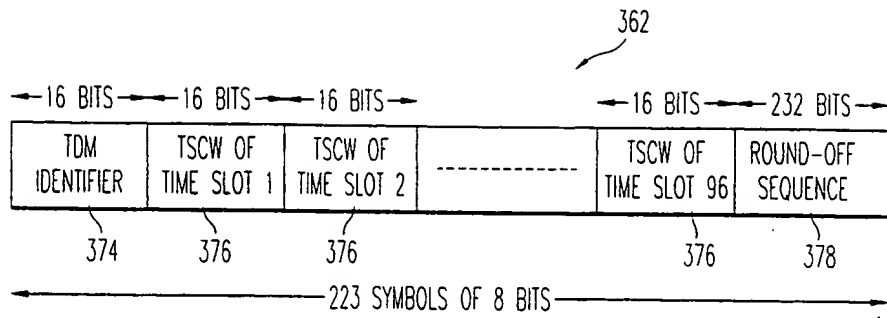 362
16 BITS 16 BITS 16 BITS 16 BITS 232 BITS
TDM IDENTIFIER
TSCW OF TIME SLOT 1
TSCW OF TIME SLOT 2
TSCW OF TIME SLOT 96
ROUND-OFF SEQUENCE
374 376 376 376 378
223 SYMBOLS OF 8 BITS